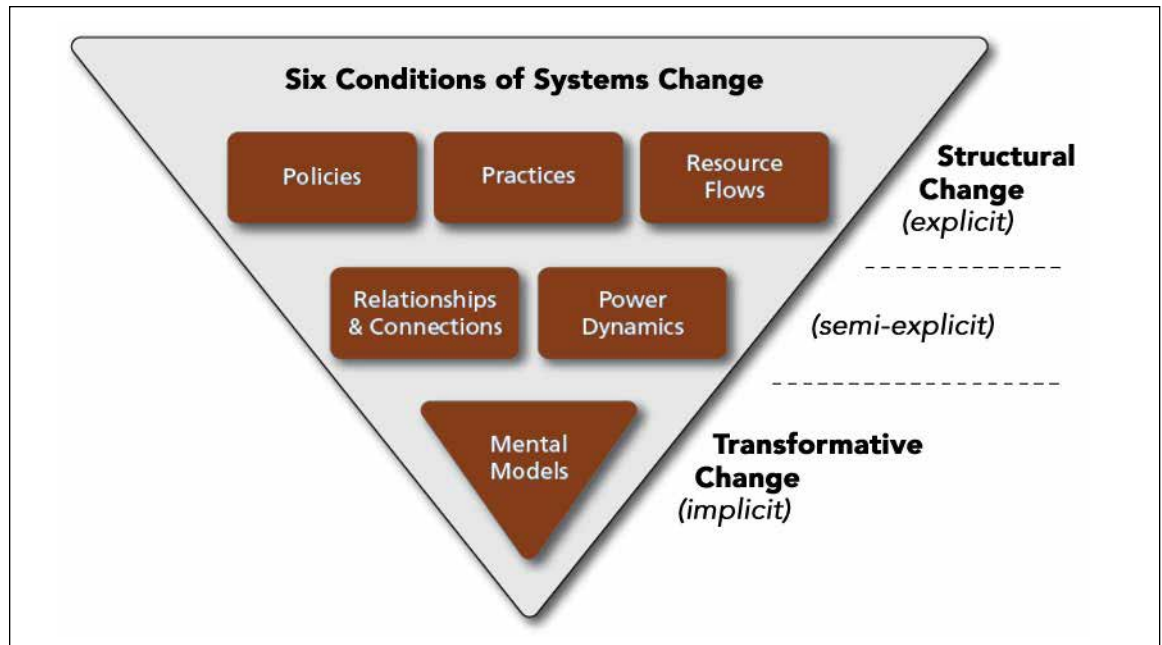 Six Conditions of Systems Change
Policies
Practices
Resource
Flows
Structural
Change
(explicit)
Relationships
& Connections
Power
Dynamics
(semi-explicit)
Mental
Models
Transformative
Change
(implicit)